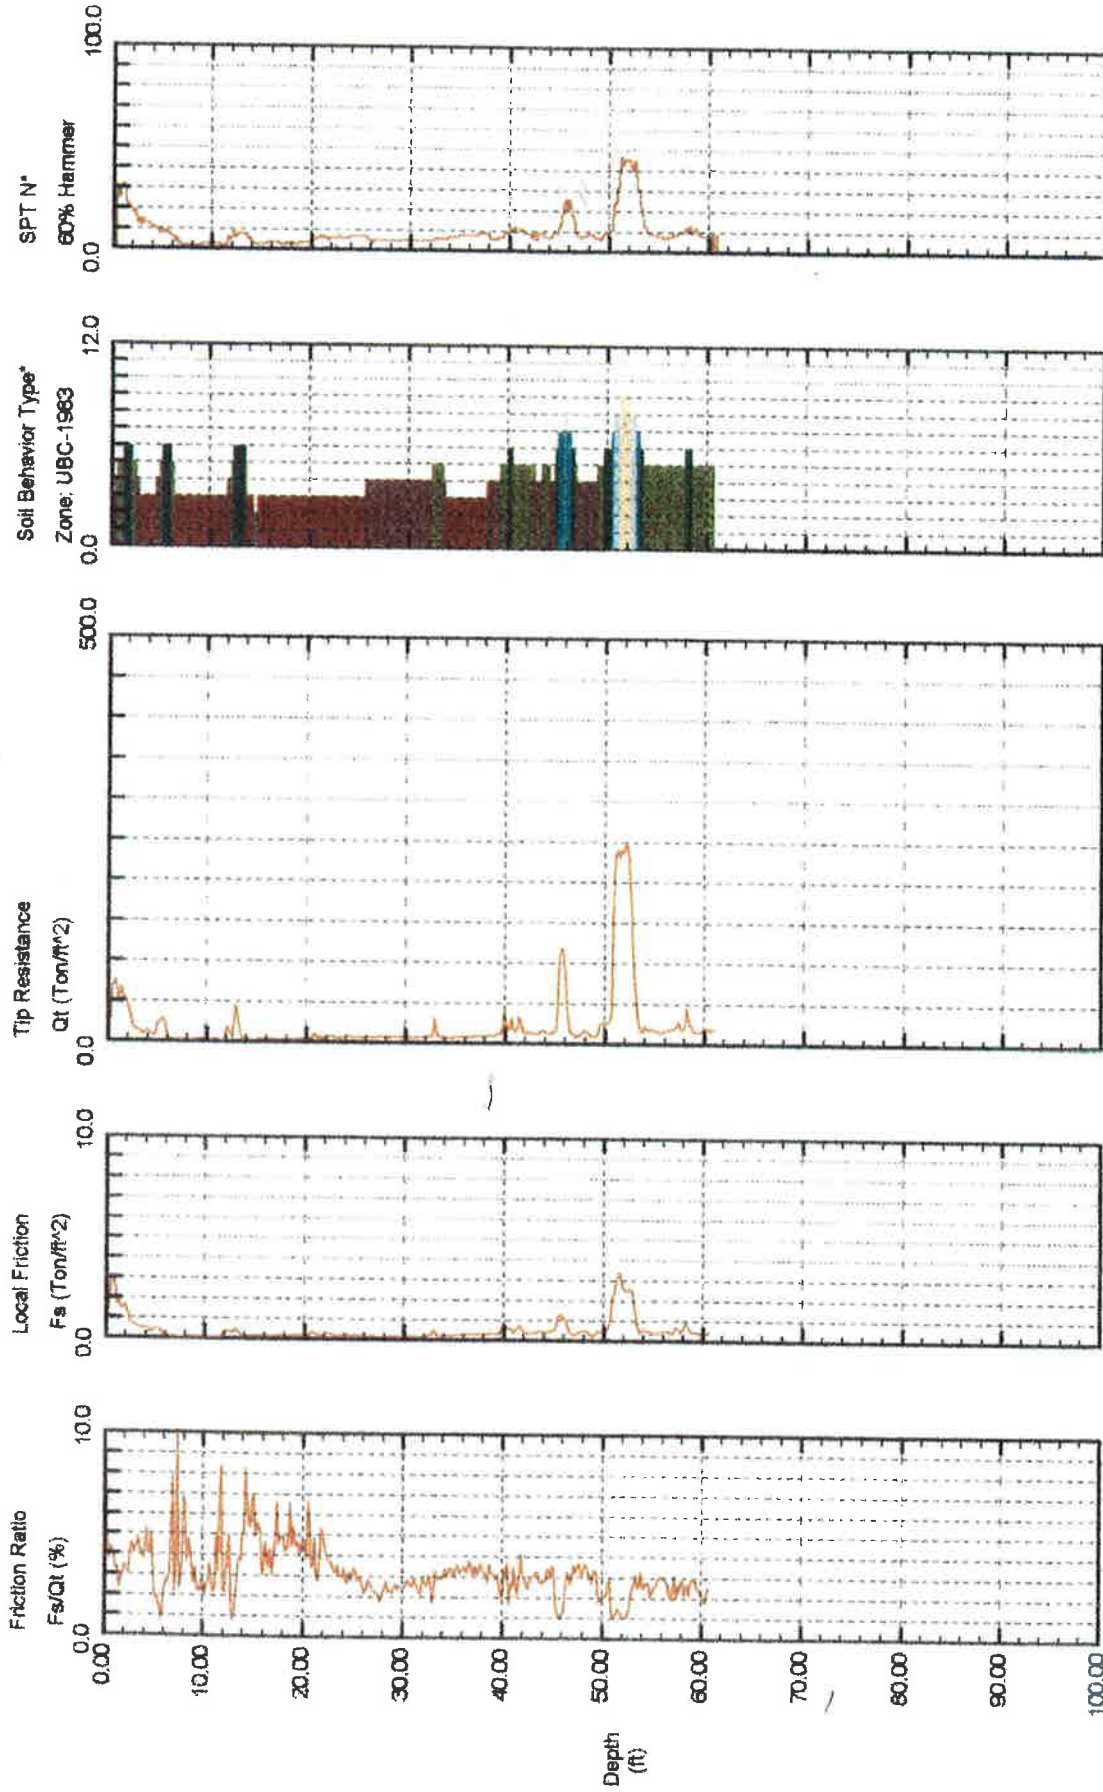 Friction Ratio
Fs/Qt (%)
0.0
10.0
Local Friction
Fs (Ton/ft^2)
0.0
10.0
Tip Resistance
Qt (Ton/ft^2)
0.0
500.0
Soil Behavior Type*
Zone: UBC-1983
0.0
12.0
SPT N*
60% Hammer
0.0
100.0
0.00
10.00
20.00
30.00
40.00
50.00
60.00
70.00
80.00
90.00
100.00
Depth
(ft)